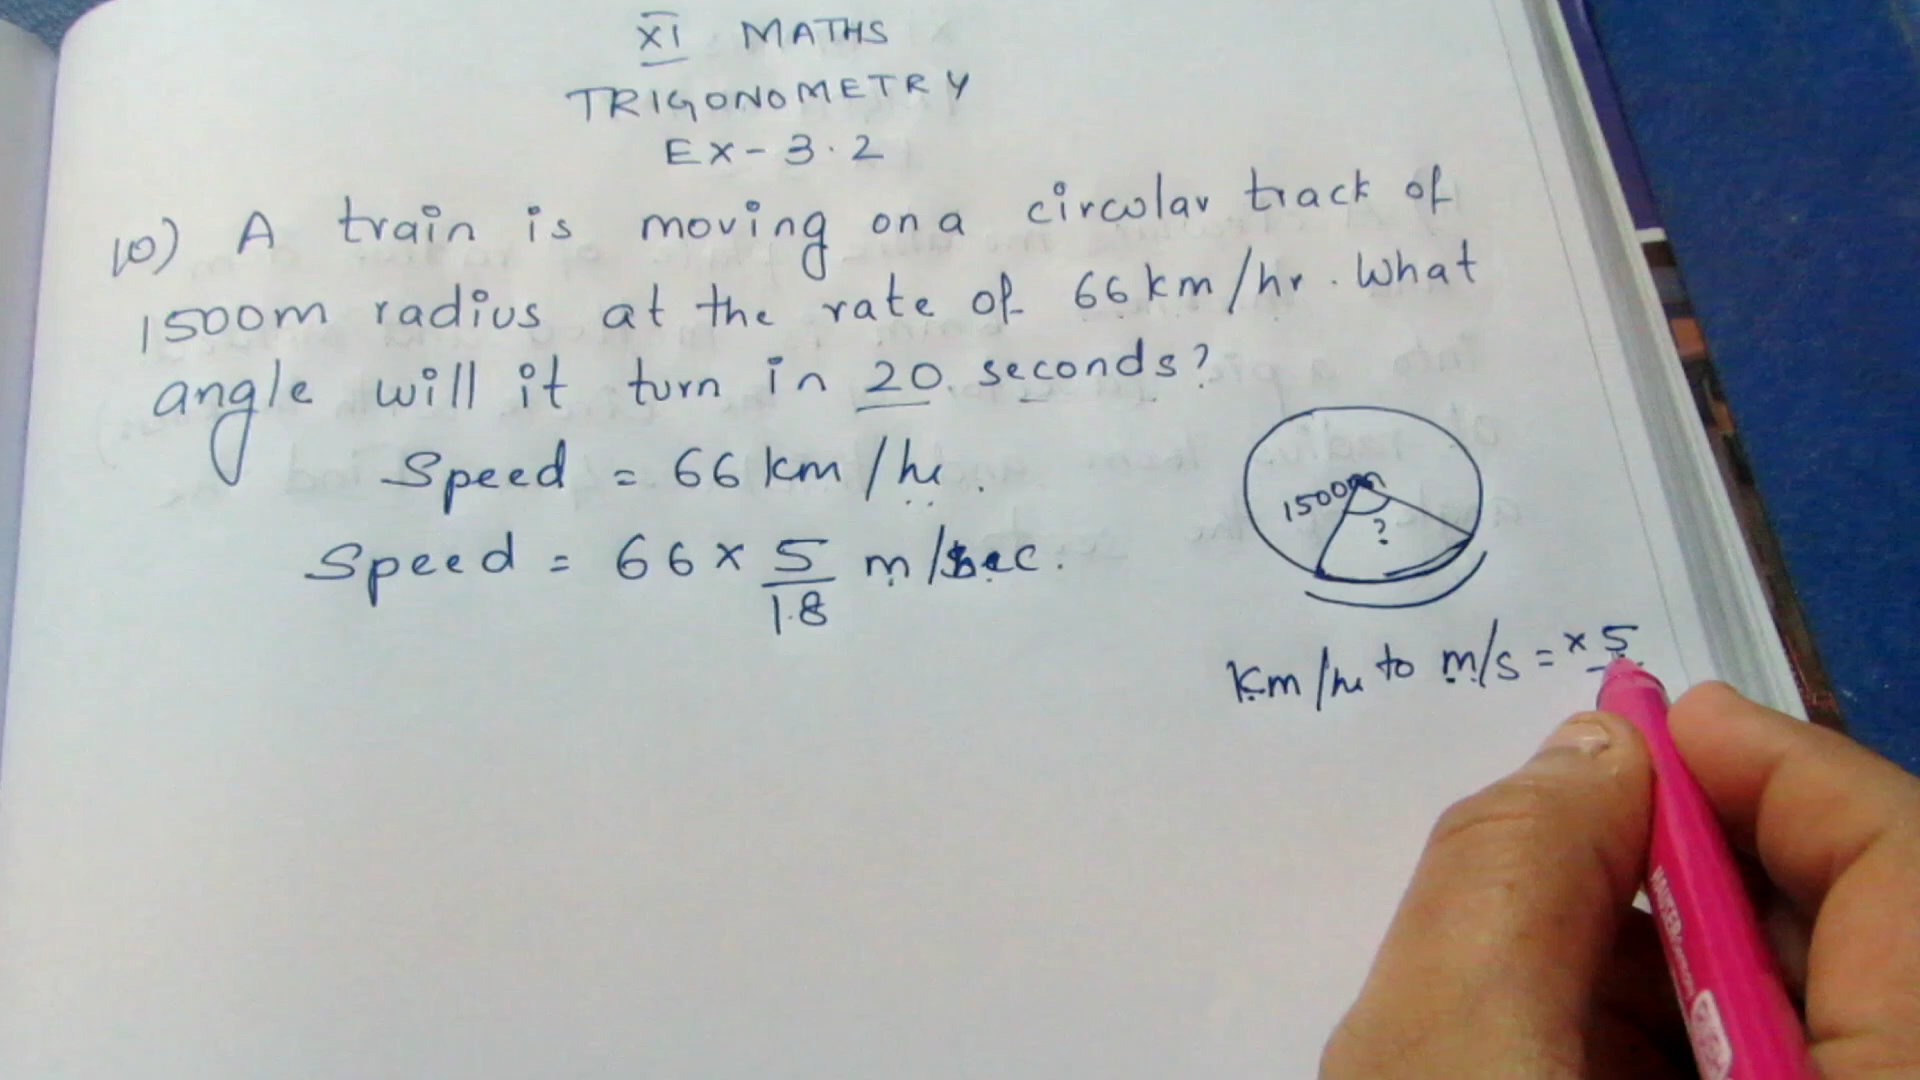 XI MATHS
TRIGONOMETRY
EX-3.2
10) A train is moving on a circular track of
1500m radius at the rate of 66km/hr. What
angle will it turn in 20 seconds?
Speed = 66km/hr.
Speed = 66 × 5/18 m/sec.
1500m
?
Km/hr to m/s = × 5